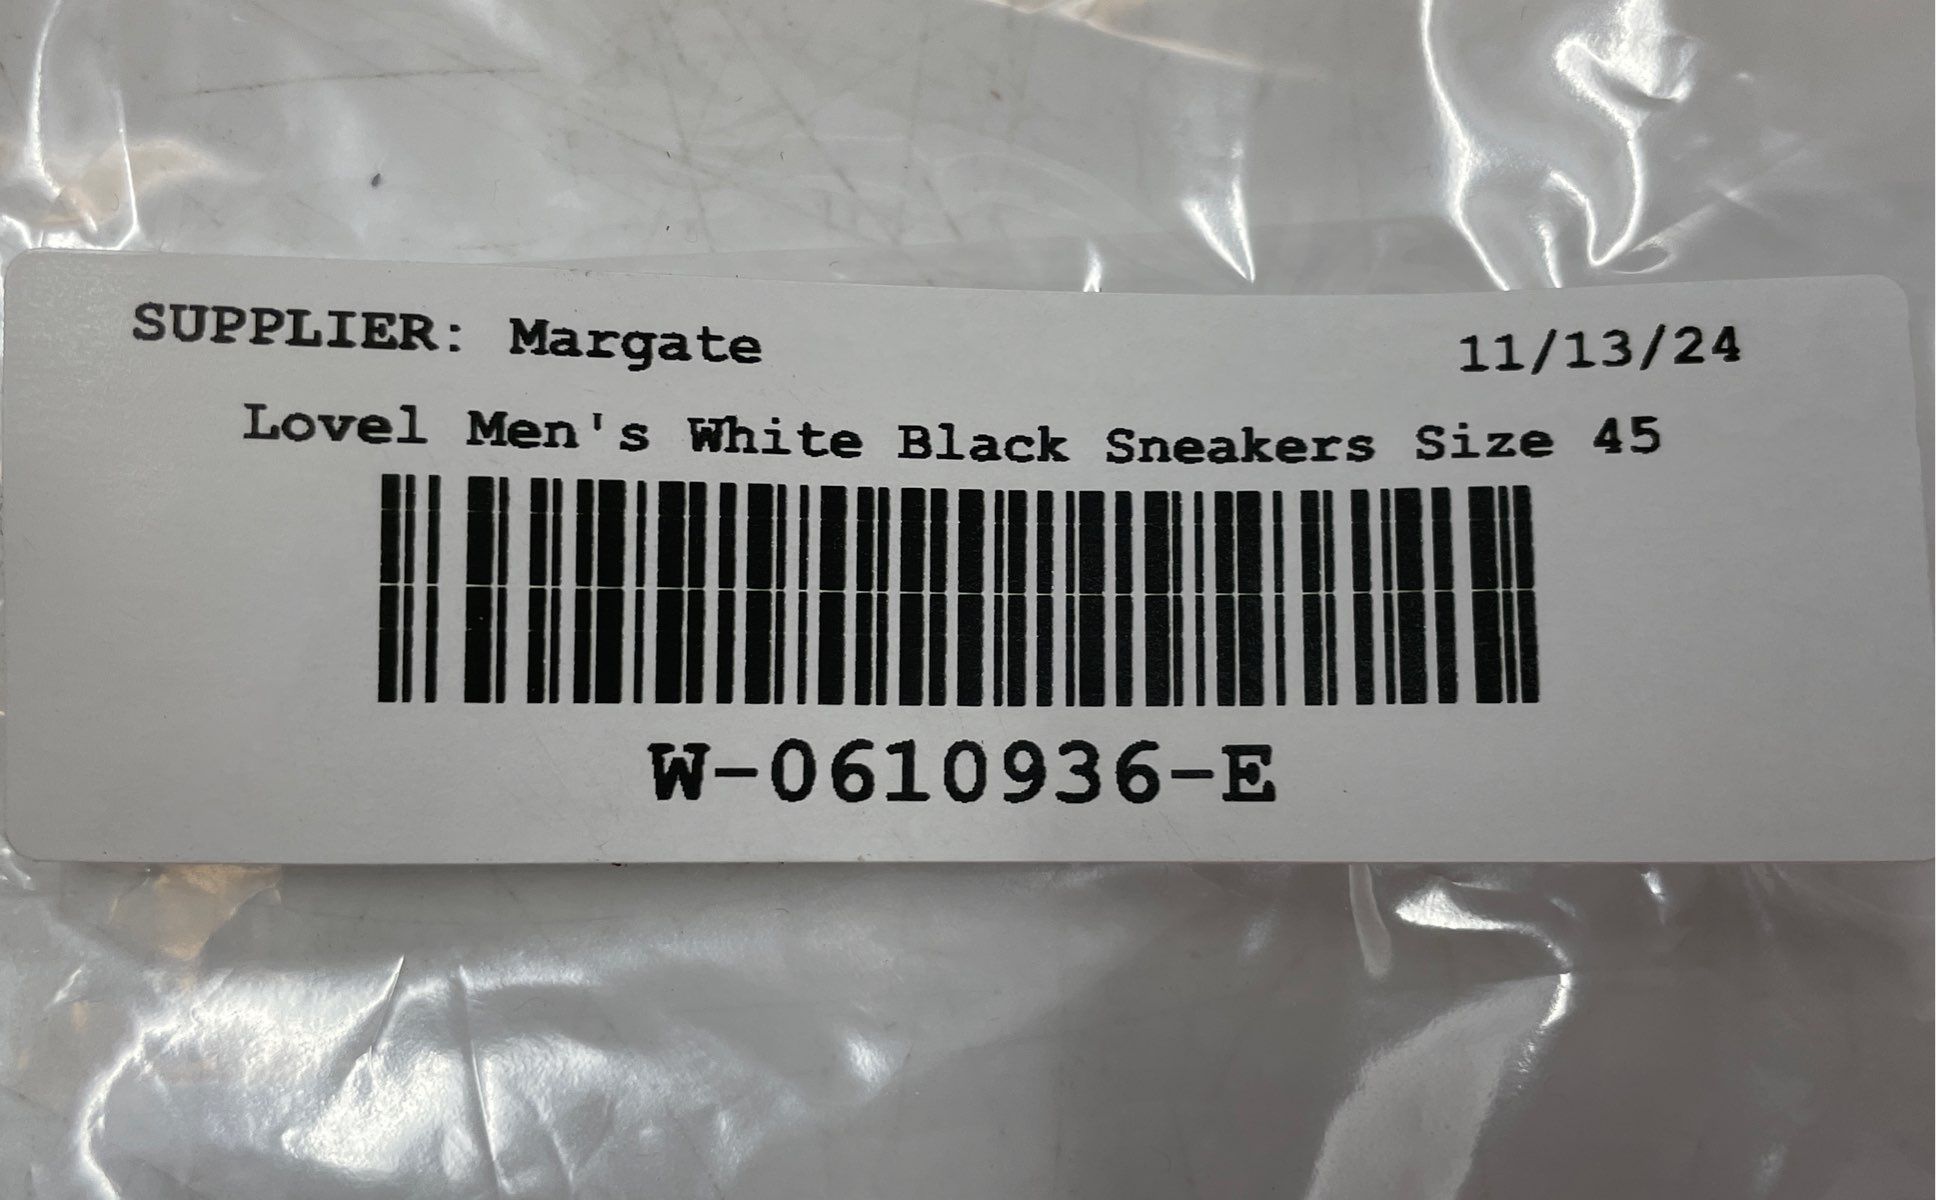 SUPPLIER: Margate 11/13/24
Lovel Men's White Black Sneakers Size 45
W-0610936-E